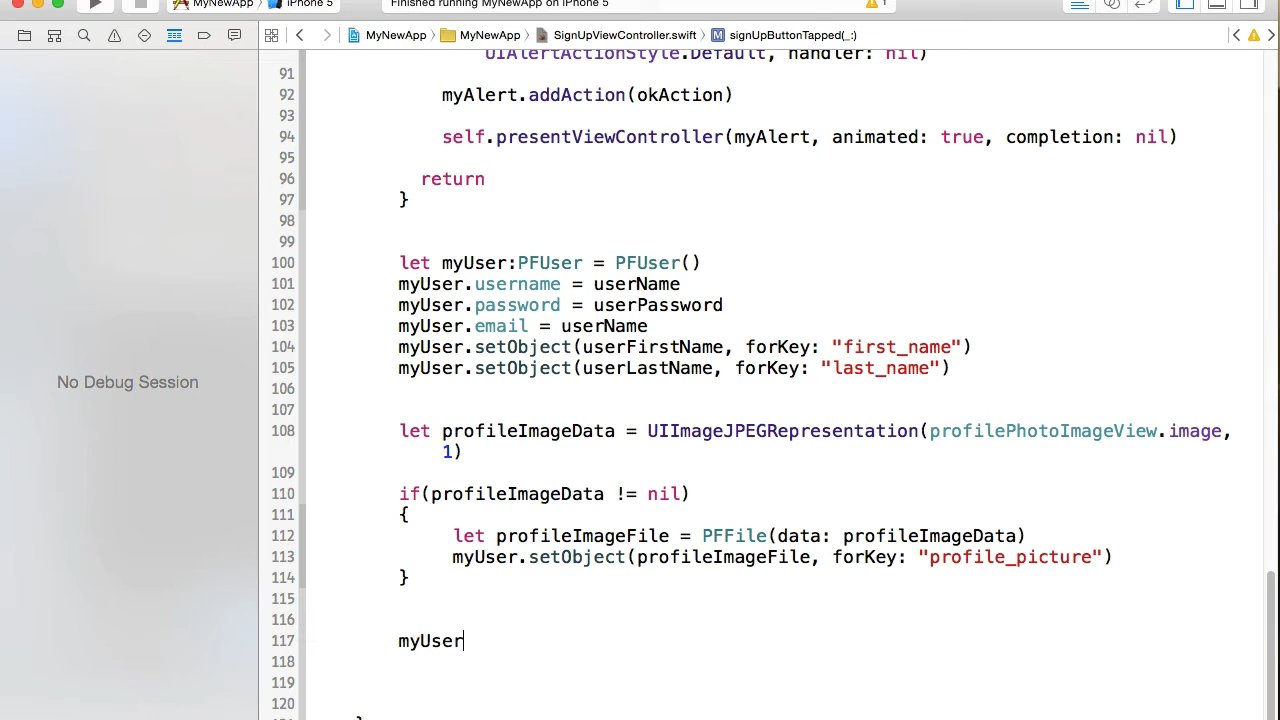 MyNewApp iPhone 5 Finished running MyNewApp on iPhone 5 1
MyNewApp MyNewApp SignUpViewController.swift M signUpButtonTapped(_:)
UIAlertActionStyle.Default, handler: nil)
91
92 myAlert.addAction(okAction)
93
94 self.presentViewController(myAlert, animated: true, completion: nil)
95
96 return
97 }
98
99
100 let myUser:PFUser = PFUser()
101 myUser.username = userName
102 myUser.password = userPassword
103 myUser.email = userName
104 myUser.setObject(userFirstName, forKey: "first_name")
105 myUser.setObject(userLastName, forKey: "last_name")
106
107
108 let profileImageData = UIImageJPEGRepresentation(profilePhotoImageView.image,
1)
109
110 if(profileImageData != nil)
111 {
112 let profileImageFile = PFFile(data: profileImageData)
113 myUser.setObject(profileImageFile, forKey: "profile_picture")
114 }
115
116
117 myUser
118
119
120
No Debug Session